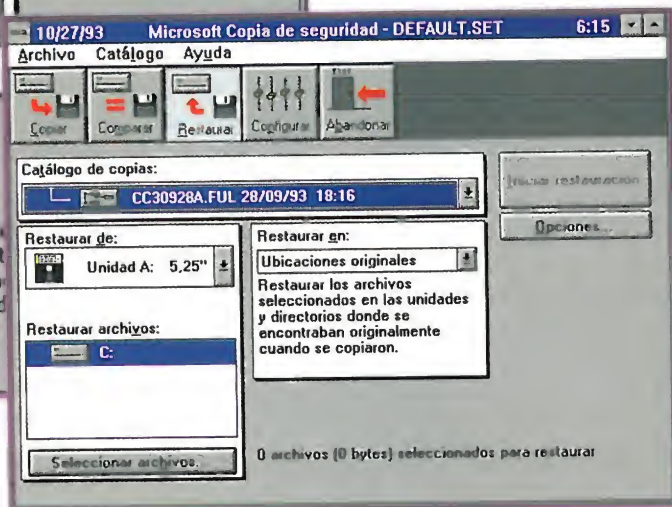 10/27/93 Microsoft Copia de seguridad - DEFAULT.SET 6:15
Archivo Catálogo Ayuda
Copiar Comparar Restaurar Configurar Abandonar
Catálogo de copias:
CC30928A.FUL 28/09/93 18:16
Iniciar restauración
Opciones...
Restaurar de:
Unidad A: 5,25"
Restaurar en:
Ubicaciones originales
Restaurar los archivos
seleccionados en las unidades
y directorios donde se
encontraban originalmente
cuando se copiaron.
Restaurar archivos:
C:
Seleccionar archivos.
0 archivos (0 bytes) seleccionados para restaurar